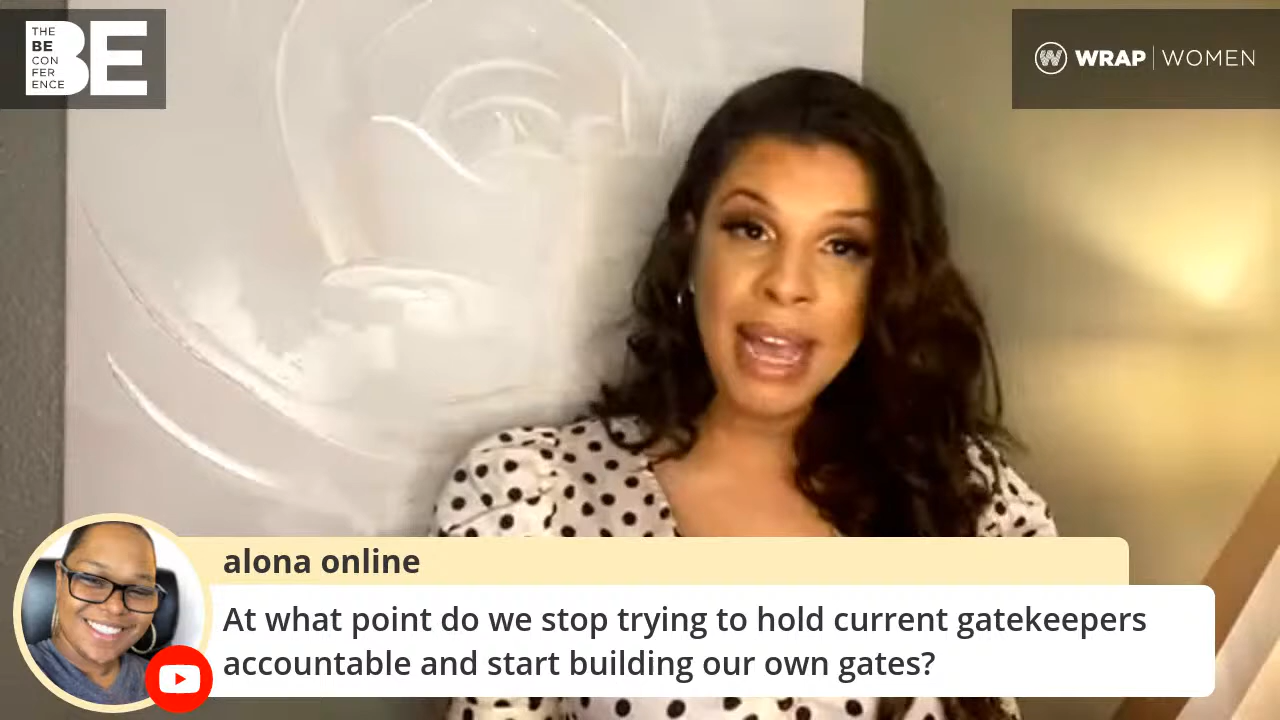 THE
BE
CON
FER
ENCE
BE
W WRAP | WOMEN
alona online
At what point do we stop trying to hold current gatekeepers
accountable and start building our own gates?